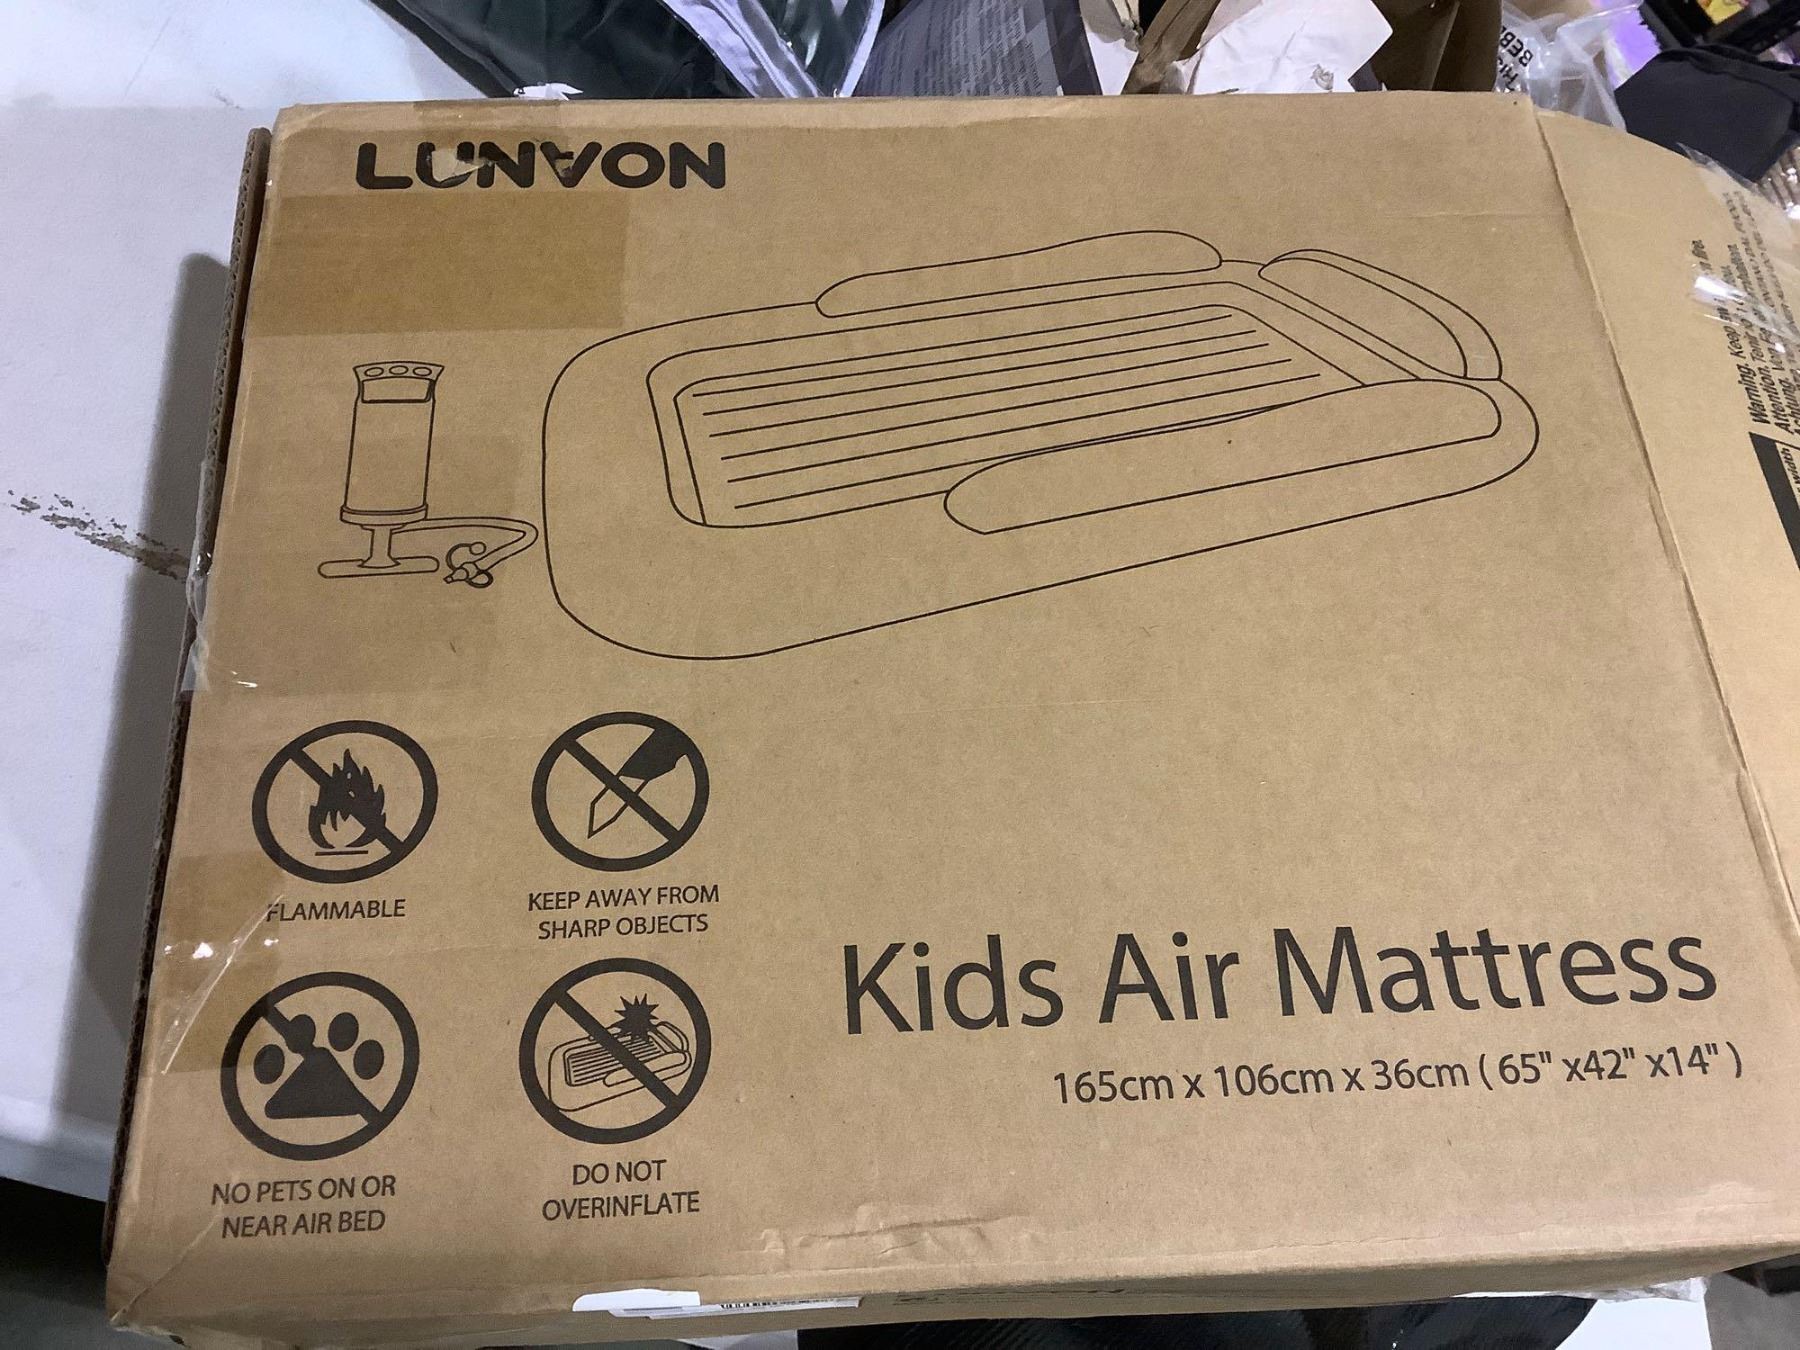 LUNVON
FLAMMABLE
KEEP AWAY FROM
SHARP OBJECTS
NO PETS ON OR
NEAR AIR BED
DO NOT
OVERINFLATE
Kids Air Mattress
165cm x 106cm x 36cm ( 65" x42" x14" )
Warning. Keep
Attention.